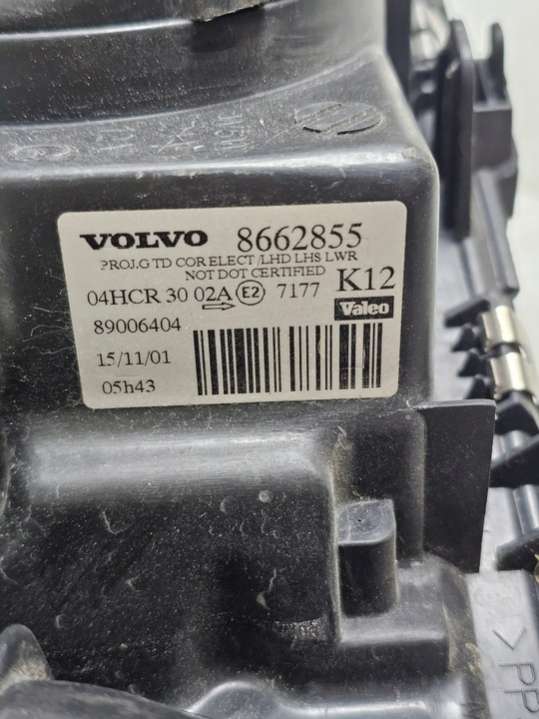 VOLVO 8662855
PROJ.G TD COR ELECT /LHD LHS LWR
NOT DOT CERTIFIED
04HCR 30 02A E2 7177 K12
89006404 Valeo
15/11/01
05h43
>PP